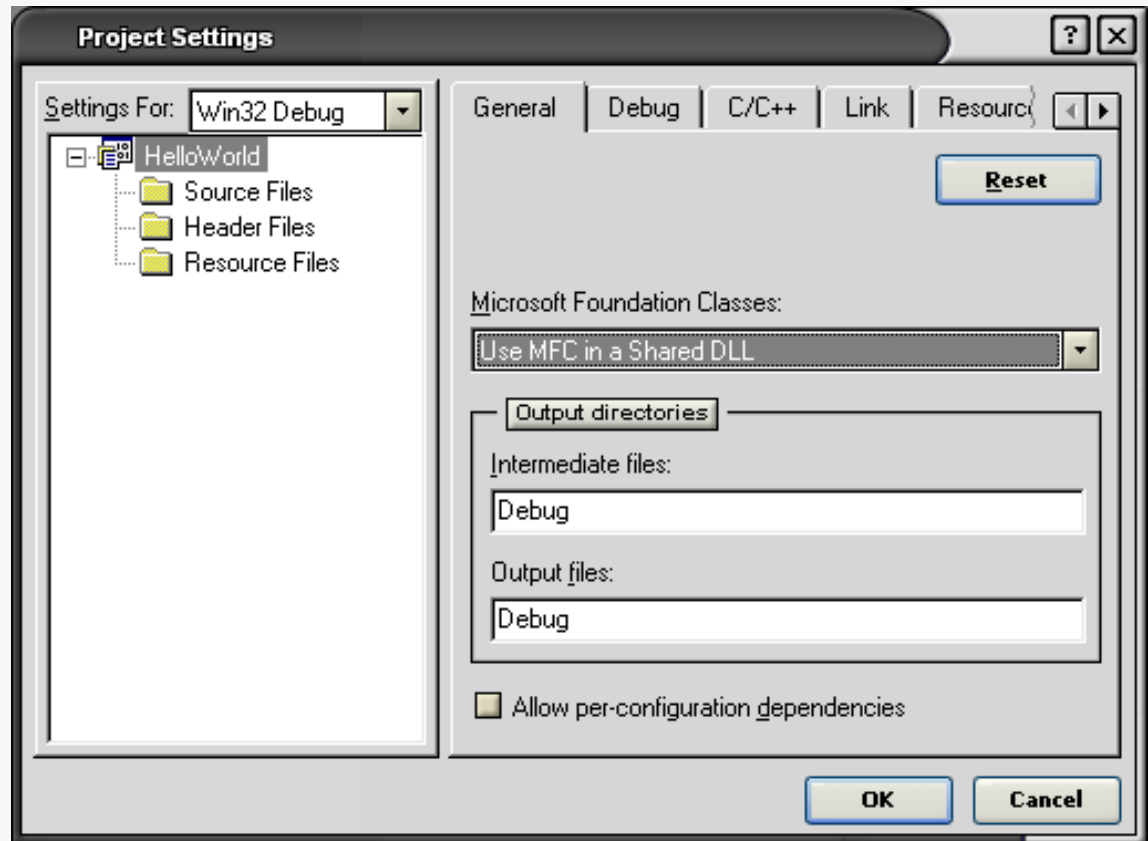 Project Settings
Settings For: Win32 Debug
HelloWorld
Source Files
Header Files
Resource Files
General Debug C/C++ Link
Reset
Microsoft Foundation Classes:
Use MFC in a Shared DLL
Output directories
Intermediate files:
Debug
Output files:
Debug
Allow per-configuration dependencies
OK Cancel